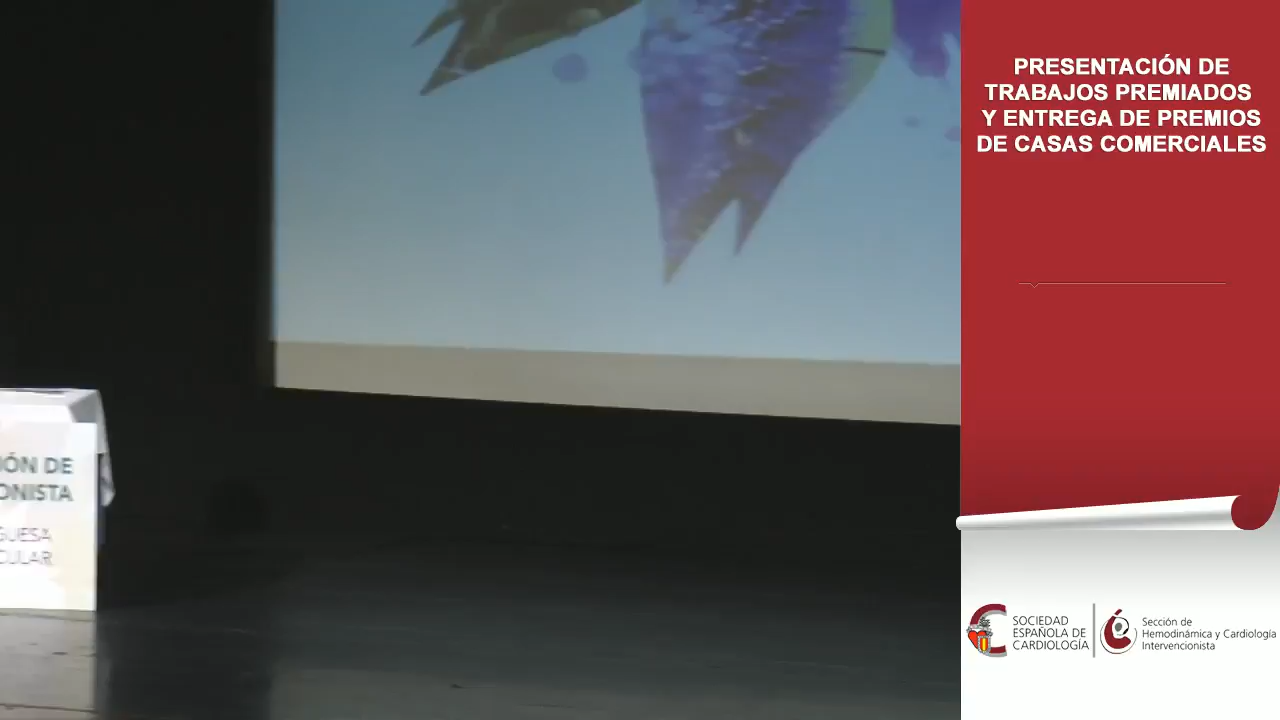 PRESENTACIÓN DE
TRABAJOS PREMIADOS
Y ENTREGA DE PREMIOS
DE CASAS COMERCIALES
IÓN DE
ONISTA
GUESA
CULAR
SOCIEDAD
ESPAÑOLA DE
CARDIOLOGÍA
Sección de
Hemodinámica y Cardiología
Intervencionista